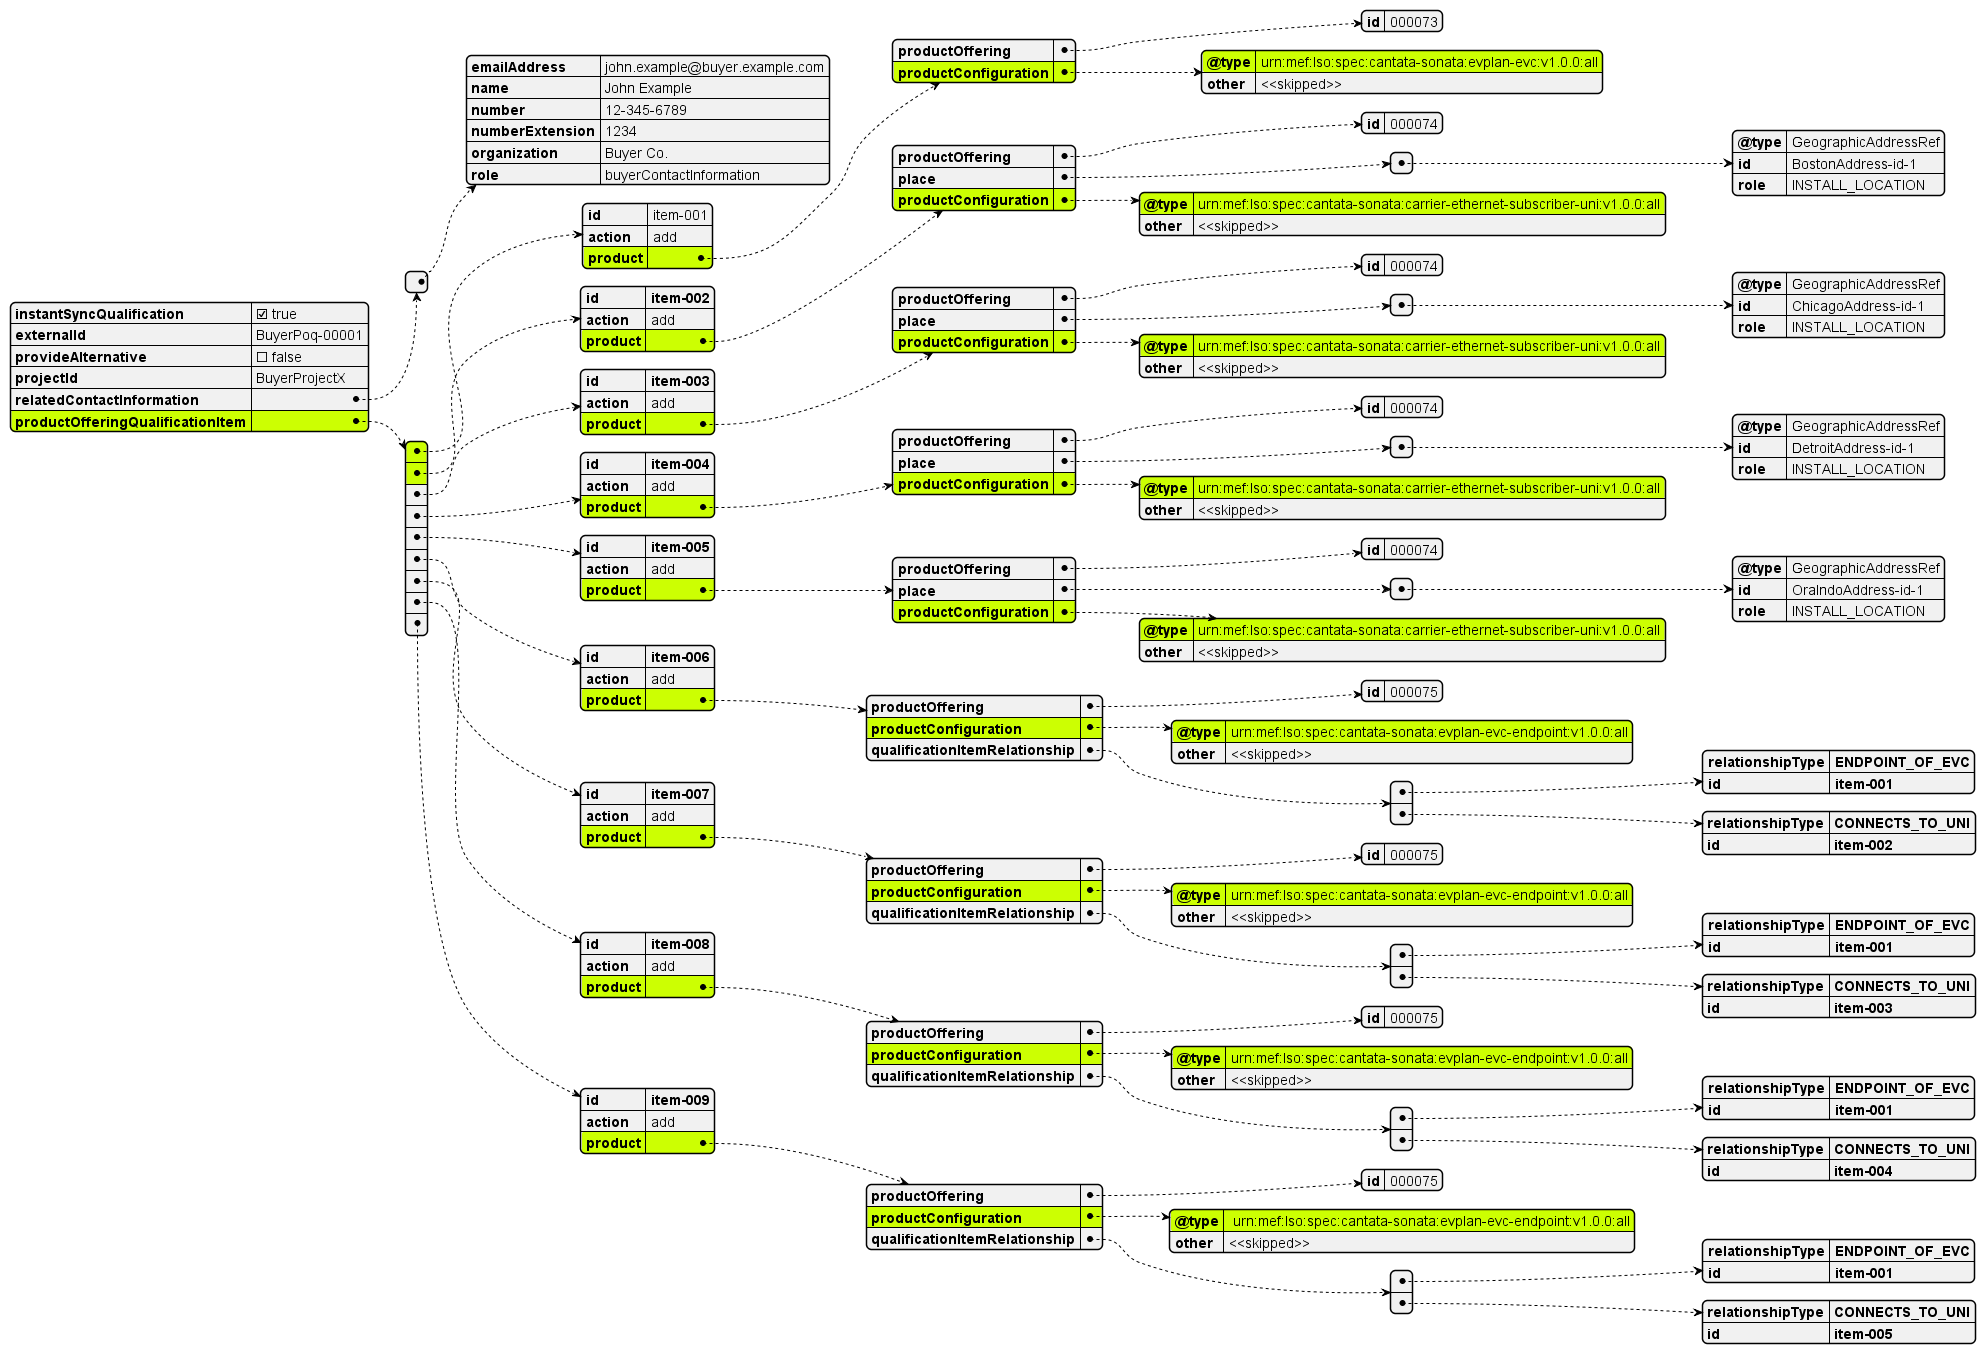 instantSyncQualification ☑ true
externalId BuyerPoq-00001
provideAlternative ☐ false
projectId BuyerProjectX
relatedContactInformation
productOfferingQualificationItem
emailAddress john.example@buyer.example.com
name John Example
number 12-345-6789
numberExtension 1234
organization Buyer Co.
role buyerContactInformation
id item-001
action add
product
productOffering
productConfiguration
id 000073
@type urn:mef:lso:spec:cantata-sonata:evplan-evc:v1.0.0:all
other <<skipped>>
id item-002
action add
product
productOffering
place
productConfiguration
id 000074
@type GeographicAddressRef
id BostonAddress-id-1
role INSTALL_LOCATION
@type urn:mef:lso:spec:cantata-sonata:carrier-ethernet-subscriber-uni:v1.0.0:all
other <<skipped>>
id item-003
action add
product
productOffering
place
productConfiguration
id 000074
@type GeographicAddressRef
id ChicagoAddress-id-1
role INSTALL_LOCATION
@type urn:mef:lso:spec:cantata-sonata:carrier-ethernet-subscriber-uni:v1.0.0:all
other <<skipped>>
id item-004
action add
product
productOffering
place
productConfiguration
id 000074
@type GeographicAddressRef
id DetroitAddress-id-1
role INSTALL_LOCATION
@type urn:mef:lso:spec:cantata-sonata:carrier-ethernet-subscriber-uni:v1.0.0:all
other <<skipped>>
id item-005
action add
product
productOffering
place
productConfiguration
id 000074
@type GeographicAddressRef
id OralndoAddress-id-1
role INSTALL_LOCATION
@type urn:mef:lso:spec:cantata-sonata:carrier-ethernet-subscriber-uni:v1.0.0:all
other <<skipped>>
id item-006
action add
product
productOffering
productConfiguration
qualificationItemRelationship
id 000075
@type urn:mef:lso:spec:cantata-sonata:evplan-evc-endpoint:v1.0.0:all
other <<skipped>>
relationshipType ENDPOINT_OF_EVC
id item-001
relationshipType CONNECTS_TO_UNI
id item-002
id item-007
action add
product
productOffering
productConfiguration
qualificationItemRelationship
id 000075
@type urn:mef:lso:spec:cantata-sonata:evplan-evc-endpoint:v1.0.0:all
other <<skipped>>
relationshipType ENDPOINT_OF_EVC
id item-001
relationshipType CONNECTS_TO_UNI
id item-003
id item-008
action add
product
productOffering
productConfiguration
qualificationItemRelationship
id 000075
@type urn:mef:lso:spec:cantata-sonata:evplan-evc-endpoint:v1.0.0:all
other <<skipped>>
relationshipType ENDPOINT_OF_EVC
id item-001
relationshipType CONNECTS_TO_UNI
id item-004
id item-009
action add
product
productOffering
productConfiguration
qualificationItemRelationship
id 000075
@type urn:mef:lso:spec:cantata-sonata:evplan-evc-endpoint:v1.0.0:all
other <<skipped>>
relationshipType ENDPOINT_OF_EVC
id item-001
relationshipType CONNECTS_TO_UNI
id item-005